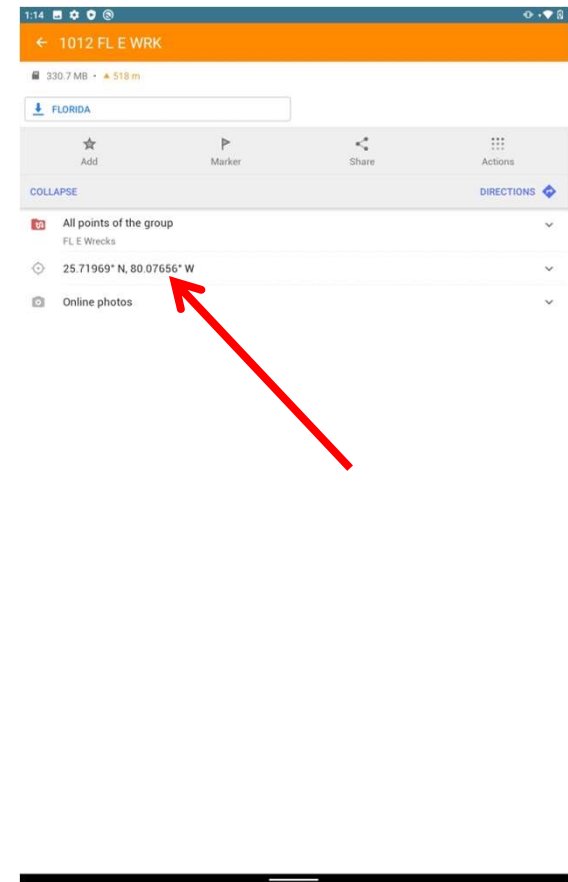 1:14
1012 FL E WRK
330.7 MB • ▲ 518 m
FLORIDA
Add Marker Share Actions
COLLAPSE DIRECTIONS
All points of the group
FL E Wrecks
25.71969° N, 80.07656° W
Online photos